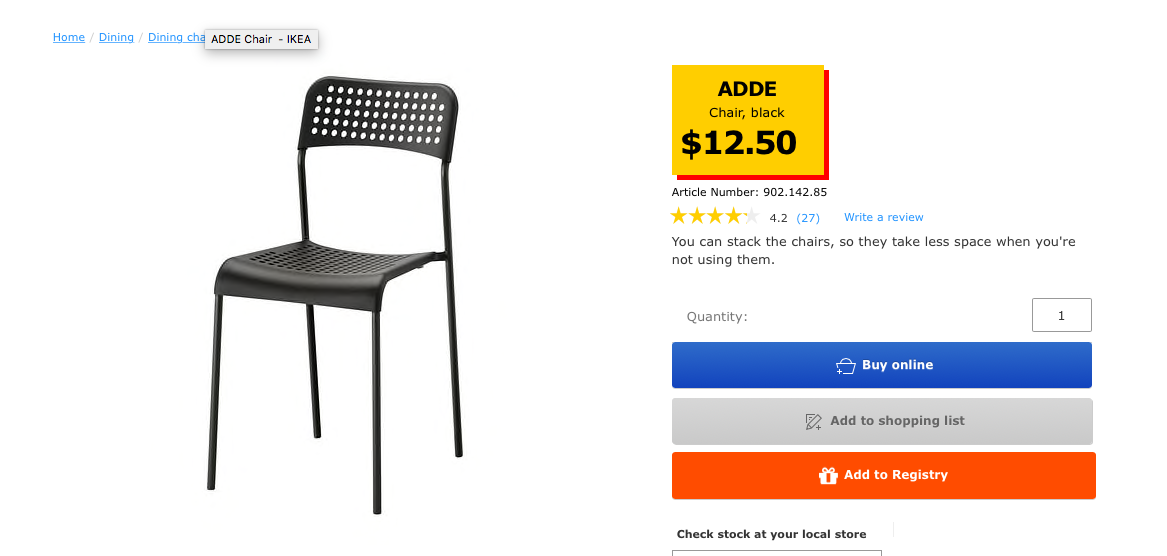 Home / Dining / Dining cha
ADDE Chair - IKEA
ADDE
Chair, black
$12.50
Article Number: 902.142.85
4.2 (27) Write a review
You can stack the chairs, so they take less space when you're
not using them.
Quantity: 1
Buy online
Add to shopping list
Add to Registry
Check stock at your local store